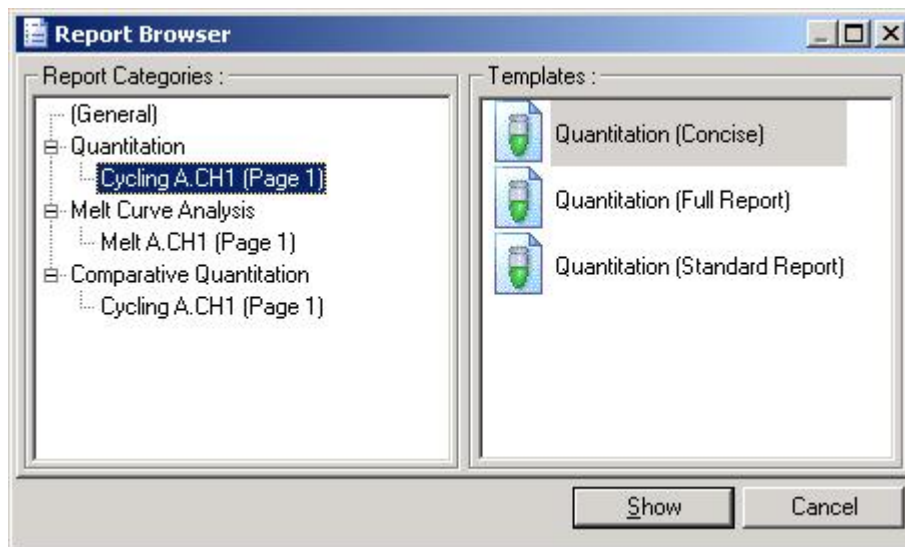 Report Browser
Report Categories :
(General)
Quantitation
Cycling A.CH1 (Page 1)
Melt Curve Analysis
Melt A.CH1 (Page 1)
Comparative Quantitation
Cycling A.CH1 (Page 1)
Templates :
Quantitation (Concise)
Quantitation (Full Report)
Quantitation (Standard Report)
Show
Cancel